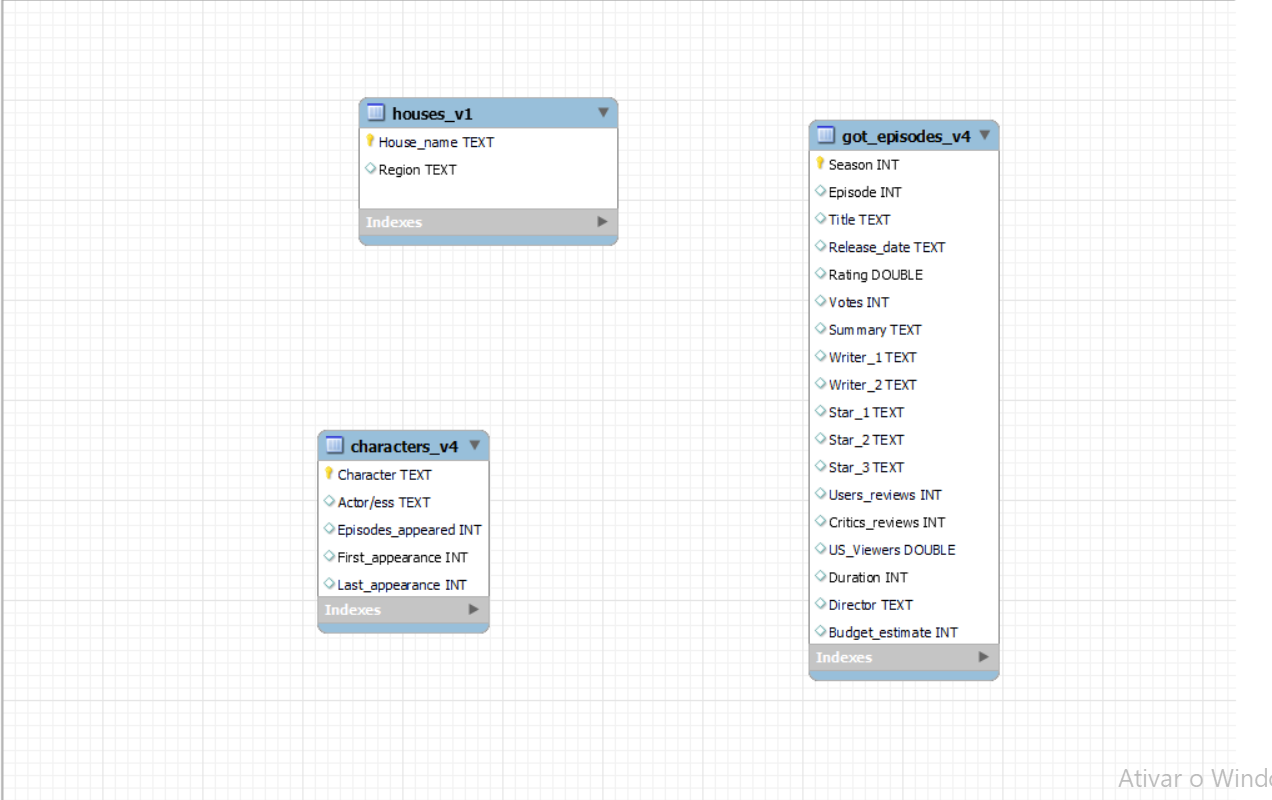 houses_v1
House_name TEXT
Region TEXT
Indexes
got_episodes_v4
Season INT
Episode INT
Title TEXT
Release_date TEXT
Rating DOUBLE
Votes INT
Summary TEXT
Writer_1 TEXT
Writer_2 TEXT
Star_1 TEXT
Star_2 TEXT
Star_3 TEXT
Users_reviews INT
Critics_reviews INT
US_Viewers DOUBLE
Duration INT
Director TEXT
Budget_estimate INT
Indexes
characters_v4
Character TEXT
Actor/ess TEXT
Episodes_appeared INT
First_appearance INT
Last_appearance INT
Indexes
Ativar o Windo